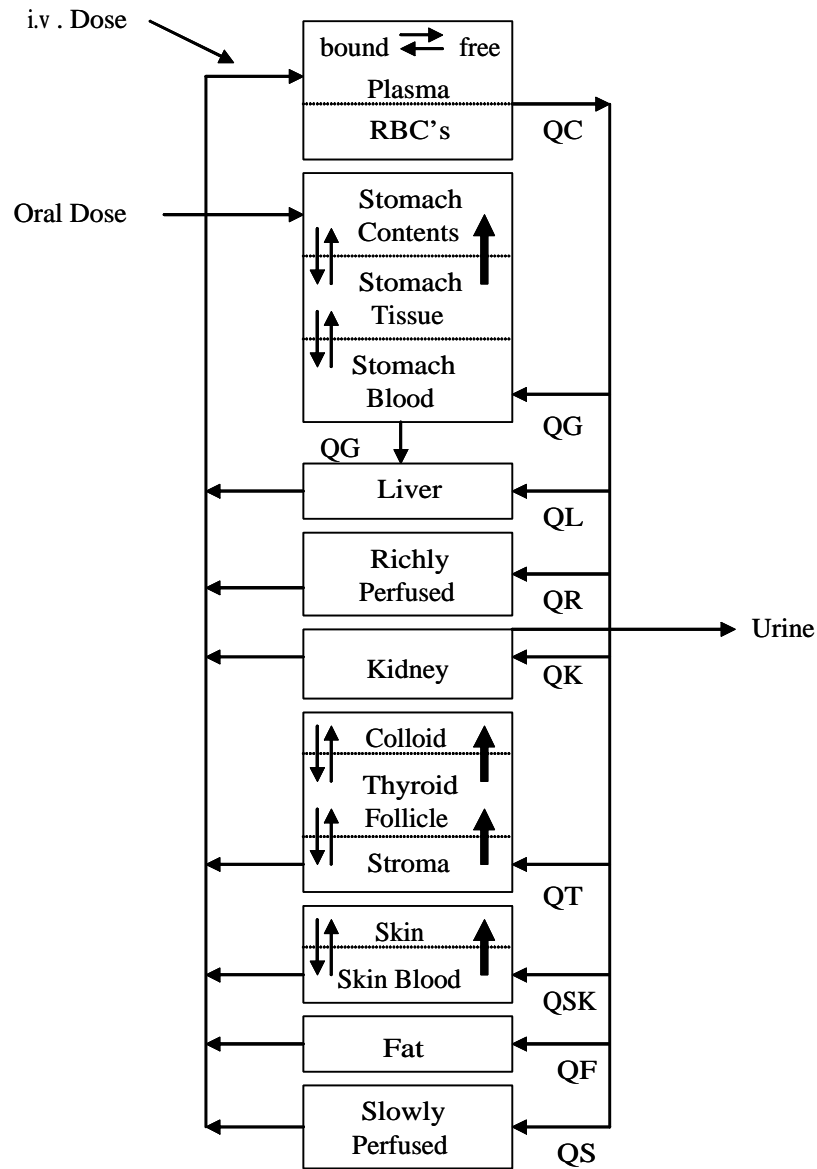 i.v . Dose
bound free
Plasma
RBC's
QC
Oral Dose
Stomach
Contents
Stomach
Tissue
Stomach
Blood
QG
QG
Liver
QL
Richly
Perfused
QR
Urine
Kidney
QK
Colloid
Thyroid
Follicle
Stroma
QT
Skin
Skin Blood
QSK
Fat
QF
Slowly
Perfused
QS